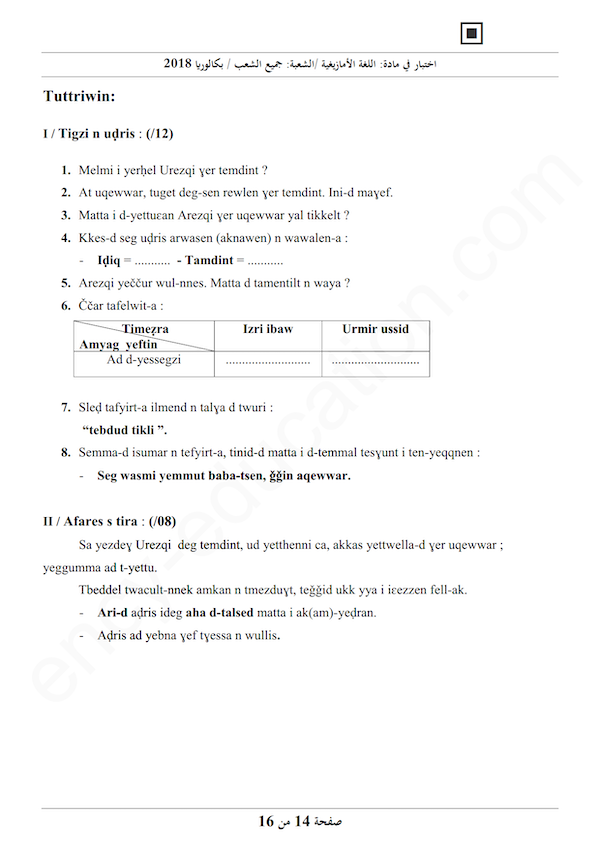 اختبار في مادة: اللغة الأمازيغية /الشعبة: جميع الشعب / بكالوريا 2018
Tuttriwin:
I / Tigzi n uḍris : (/12)
1. Melmi i yerḥel Urezqi ɣer temdint ?
2. At uqewwar, tuget deg-sen rewlen ɣer temdint. Ini-d maɣef.
3. Matta i d-yettuɛan Arezqi ɣer uqewwar yal tikkelt ?
4. Kkes-d seg uḍris arwasen (aknawen) n wawalen-a :
- Iḍiq = ........... - Tamdint = ...........
5. Arezqi yeččur wul-nnes. Matta d tamentilt n waya ?
6. Ččar tafelwit-a :
Timeẓra Izri ibaw Urmir ussid
Amyag yeftin
Ad d-yessegzi .......................... ...........................
7. Sleḍ tafyirt-a ilmend n talɣa d twuri :
“tebdud tikli ”.
8. Semma-d isumar n tefyirt-a, tinid-d matta i d-temmal tesɣunt i ten-yeqqnen :
- Seg wasmi yemmut baba-tsen, ǧǧin aqewwar.
II / Afares s tira : (/08)
Sa yezdeɣ Urezqi deg temdint, ud yetthenni ca, akkas yettwella-d ɣer uqewwar ;
yeggumma ad t-yettu.
Tbeddel twacult-nnek amkan n tmezduɣt, teǧǧid ukk yya i iɛezzen fell-ak.
- Ari-d aḍris ideg aha d-talsed matta i ak(am)-yeḍran.
- Aḍris ad yebna ɣef tɣessa n wullis.
صفحة 14 من 16
ency-education.com